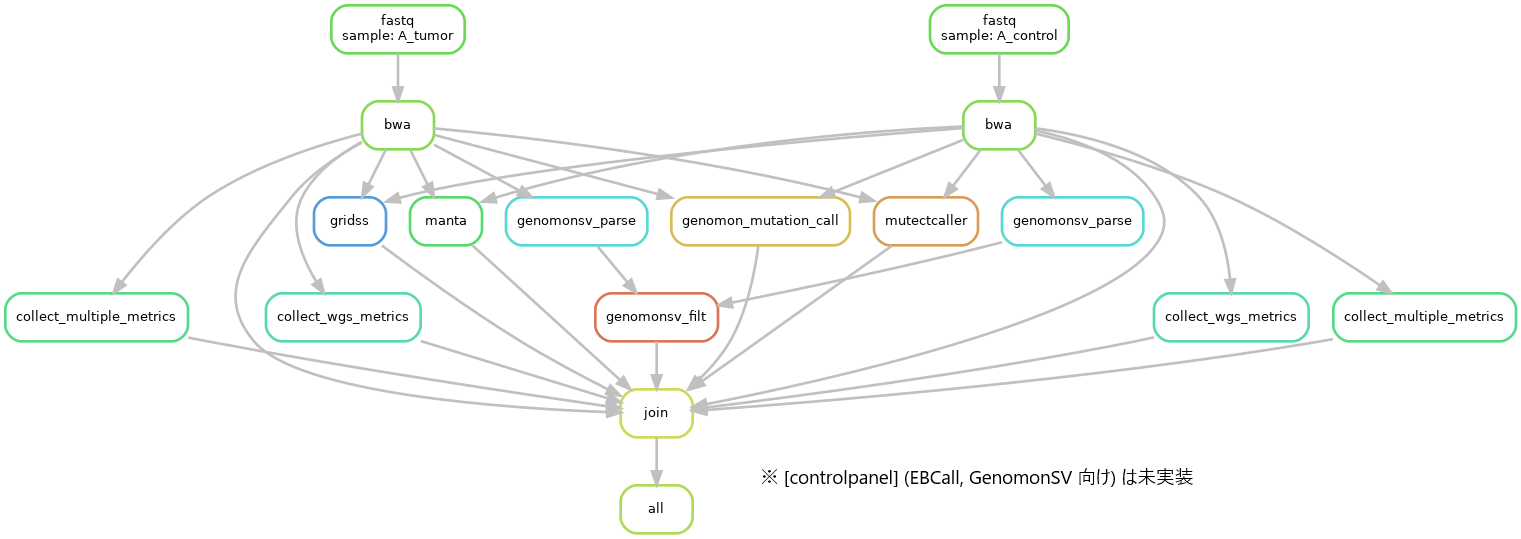 fastq
sample: A_tumor
fastq
sample: A_control
bwa
bwa
gridss
manta
genomonsv_parse
genomon_mutation_call
mutectcaller
genomonsv_parse
collect_multiple_metrics
collect_wgs_metrics
genomonsv_filt
collect_wgs_metrics
collect_multiple_metrics
join
※ [controlpanel] (EBCall, GenomonSV 向け) は未実装
all